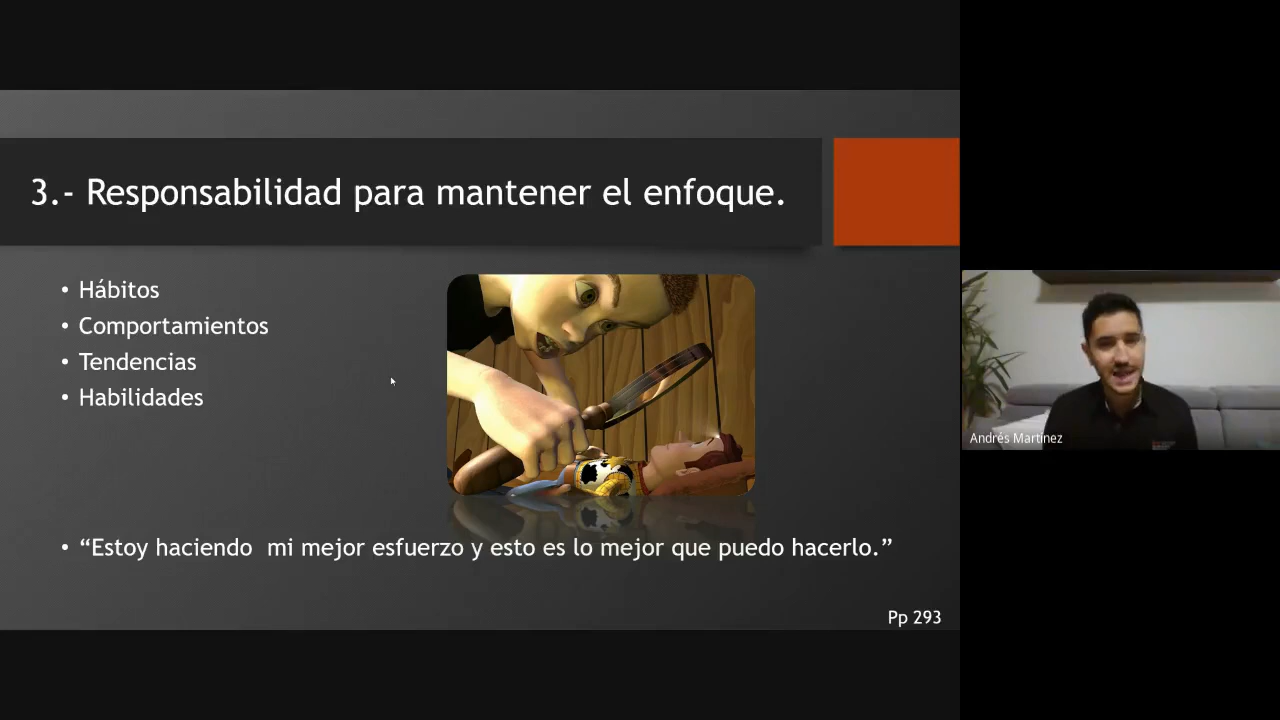 3.- Responsabilidad para mantener el enfoque.
• Hábitos
• Comportamientos
• Tendencias
• Habilidades
• “Estoy haciendo  mi mejor esfuerzo y esto es lo mejor que puedo hacerlo.”
Pp 293
Andrés Martínez